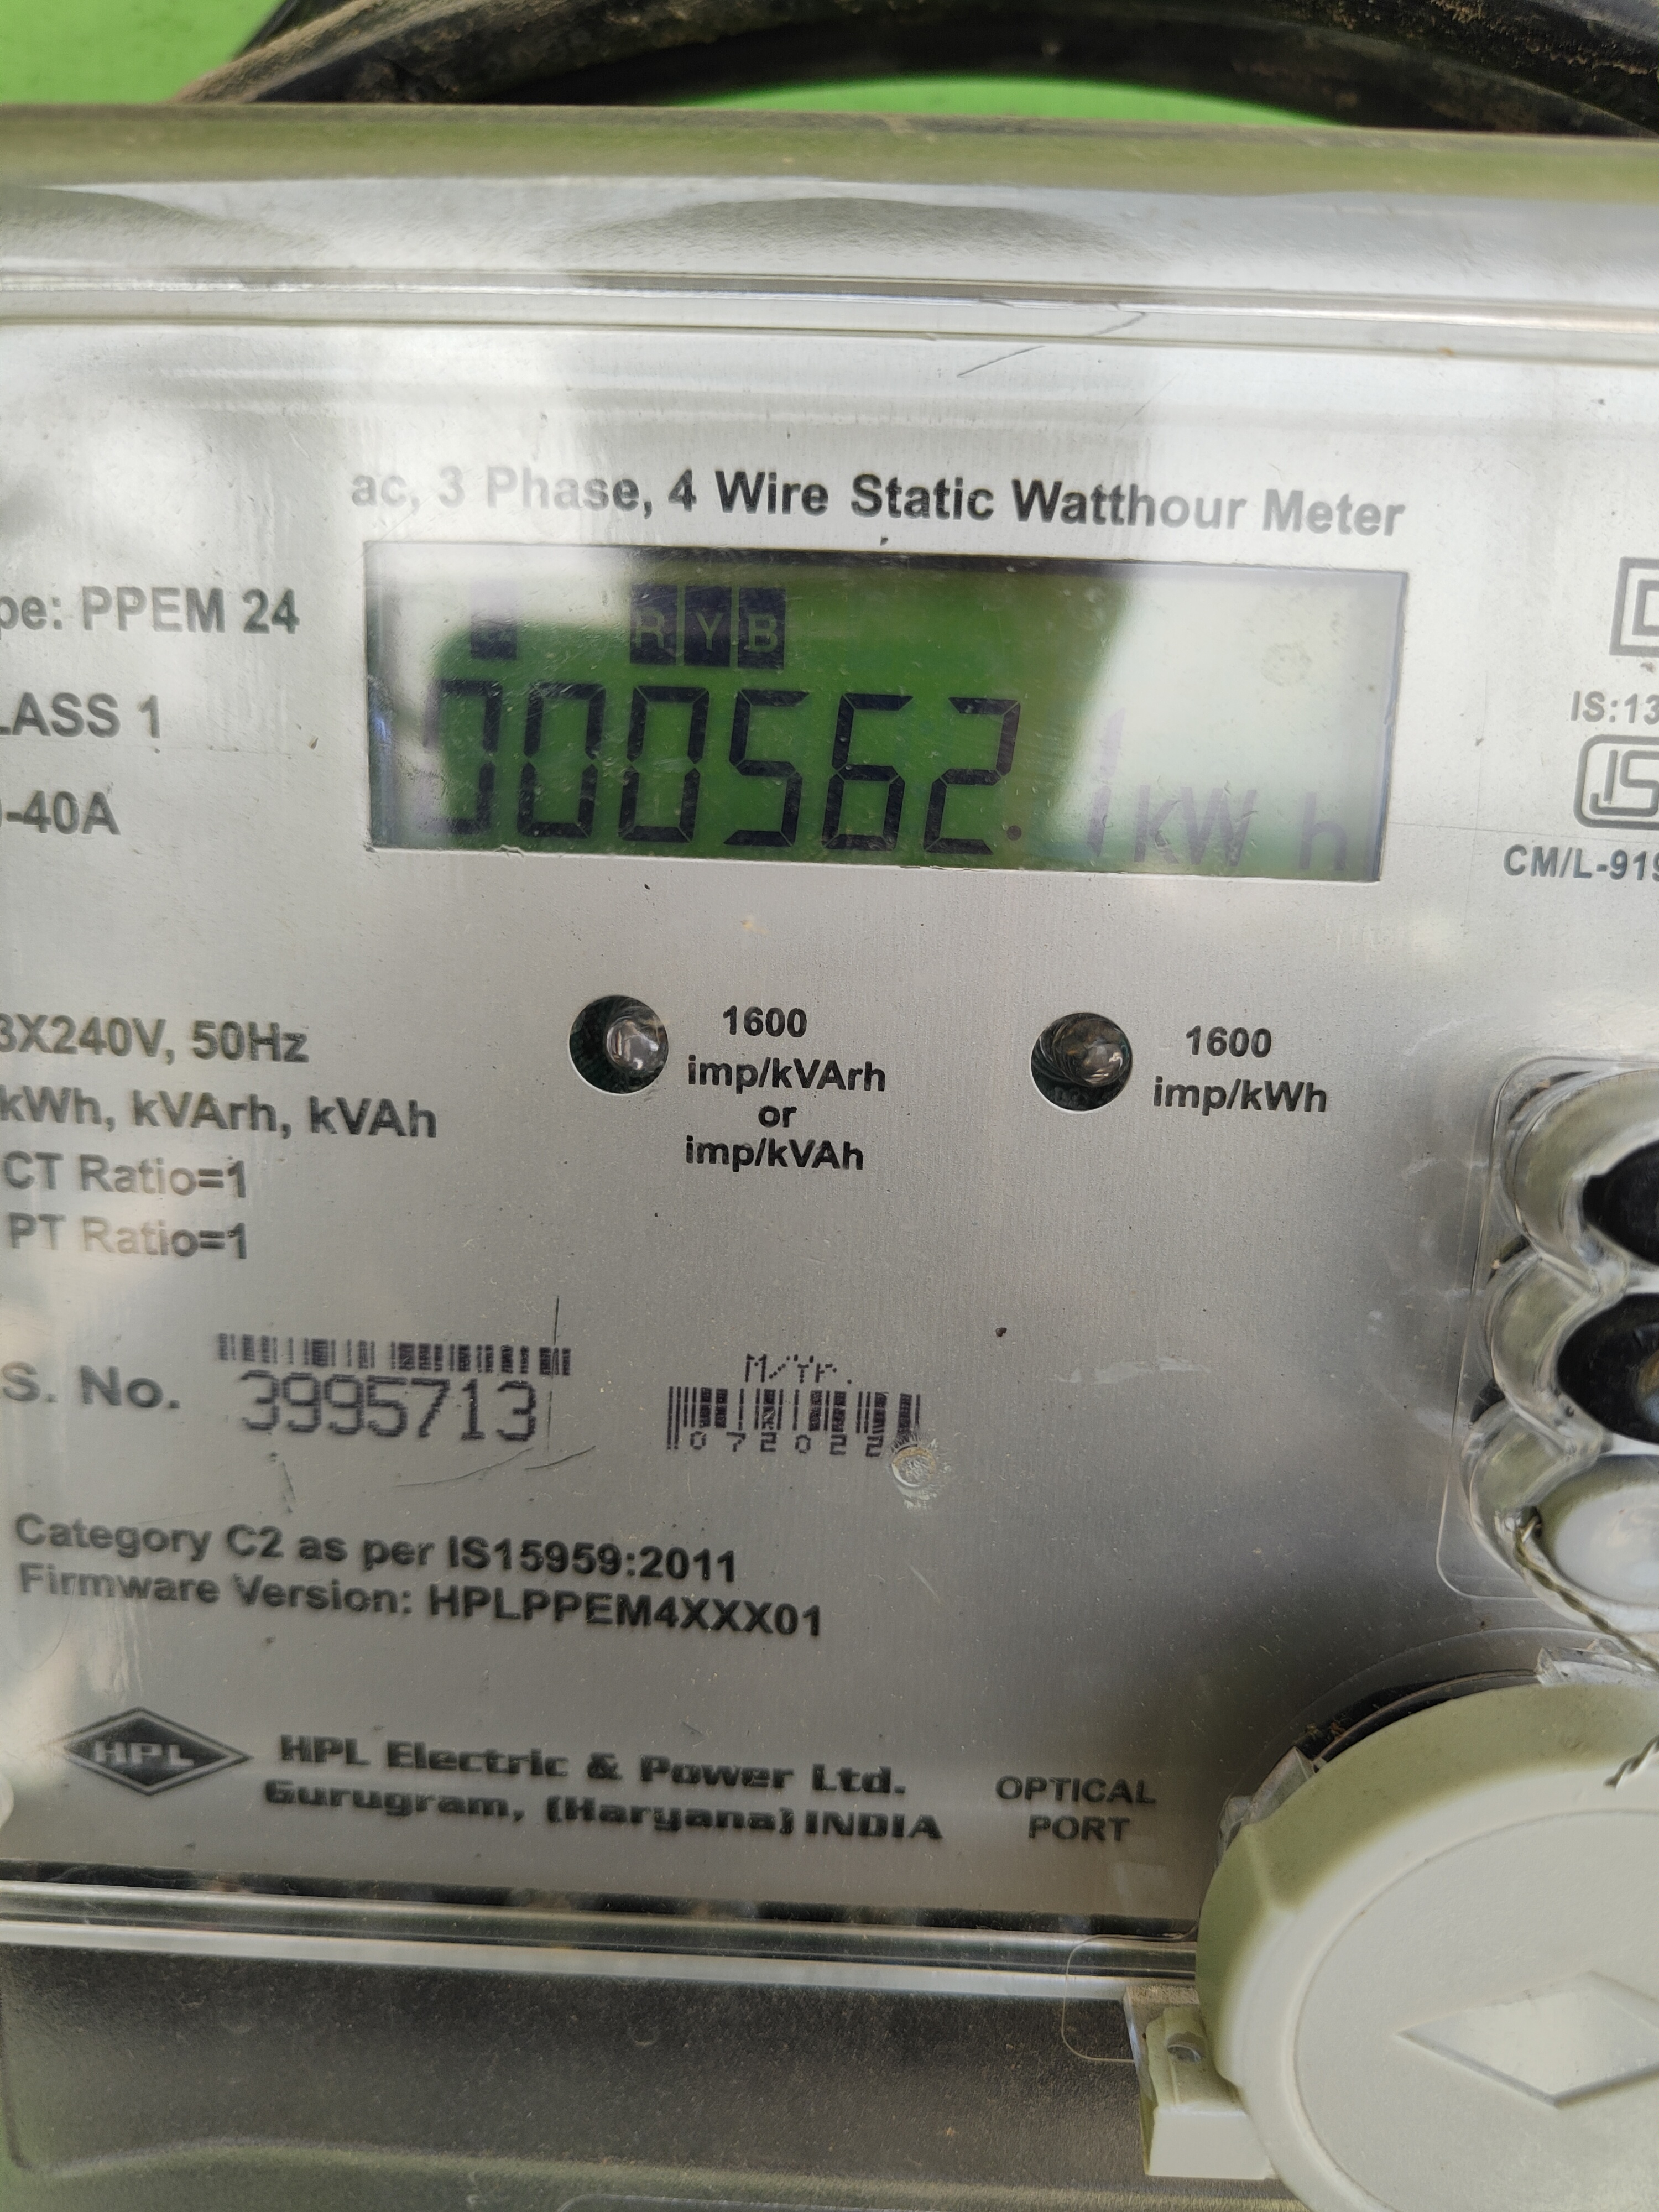 ac, 3 Phase, 4 Wire Static Watthour Meter
pe: PPEM 24
LASS 1
-40A
R Y B
000562.1 kWh
IS:13
CM/L-919
3X240V, 50Hz
kWh, kVArh, kVAh
CT Ratio=1
PT Ratio=1
1600
imp/kVArh
or
imp/kVAh
1600
imp/kWh
S. No. 3995713
M/Yr.
072022
Category C2 as per IS15959:2011
Firmware Version: HPLPPEM4XXX01
HPL
HPL Electric & Power Ltd.
Gurugram, (Haryana) INDIA
OPTICAL
PORT